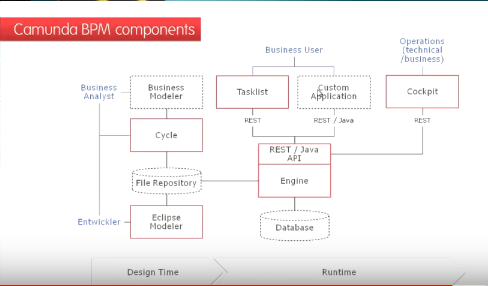 Camunda BPM components
Operations
(technical
/business)
Business User
Business
Analyst
Business
Modeler
Tasklist
Custom
Application
Cockpit
REST
REST / Java
REST
Cycle
REST / Java
API
File Repository
Engine
Entwickler
Eclipse
Modeler
Database
Design Time
Runtime